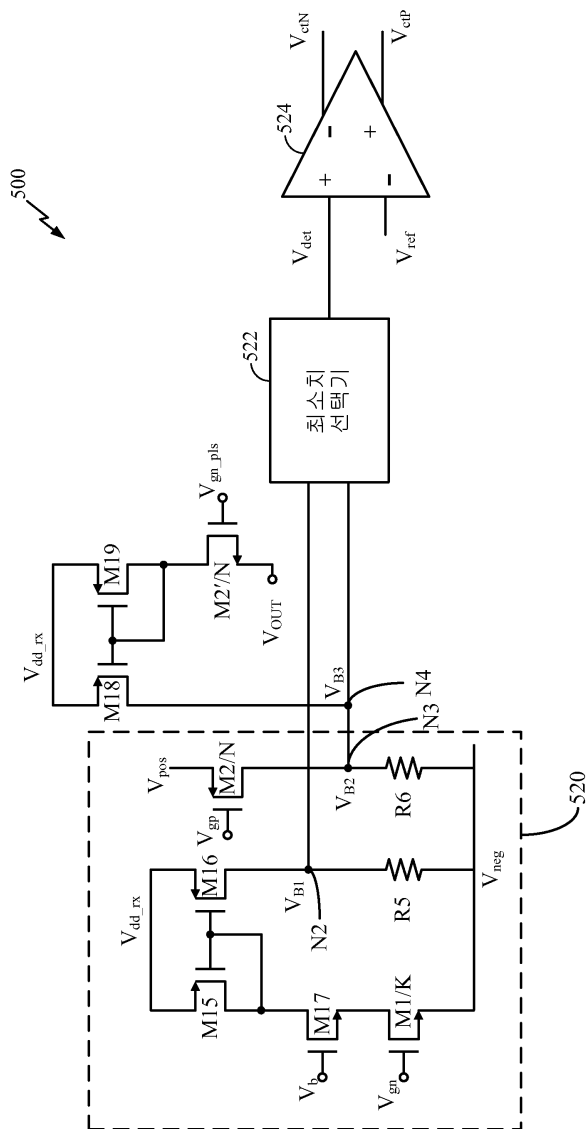 500
V_dd_rx
M18
M19
V_gn_pls
M2'/N
V_OUT
V_B3
N4
N3
522
최소치
선택기
V_det
V_ref
524
+
-
-
+
V_ctN
V_ctP
V_dd_rx
M15
M16
V_pos
V_gp
M2/N
V_B1
V_B2
N2
V_b
M17
R5
R6
V_gn
M1/K
V_neg
520